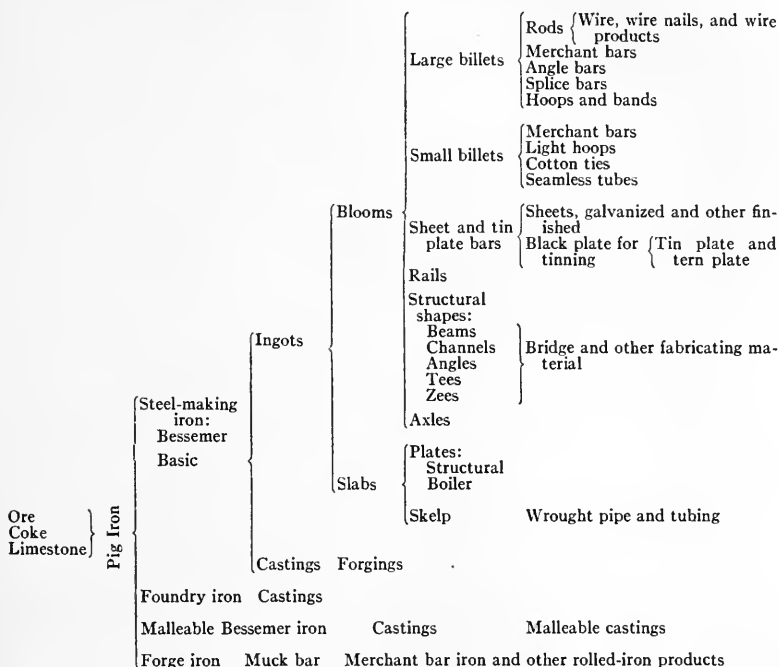 Rods Wire, wire nails, and wire
products
Large billets Merchant bars
Angle bars
Splice bars
Hoops and bands
Merchant bars
Small billets Light hoops
Cotton ties
Seamless tubes
Blooms
Sheet and tin Sheets, galvanized and other fin-
plate bars ished
Black plate for Tin plate and
tinning tern plate
Rails
Structural
shapes:
Beams
Ingots Channels Bridge and other fabricating ma-
Angles terial
Tees
Zees
Steel-making Axles
iron:
Bessemer
Basic
Plates:
Structural
Slabs Boiler
Ore
Coke Pig Iron Skelp Wrought pipe and tubing
Limestone
Castings Forgings
Foundry iron Castings
Malleable Bessemer iron Castings Malleable castings
Forge iron Muck bar Merchant bar iron and other rolled-iron products